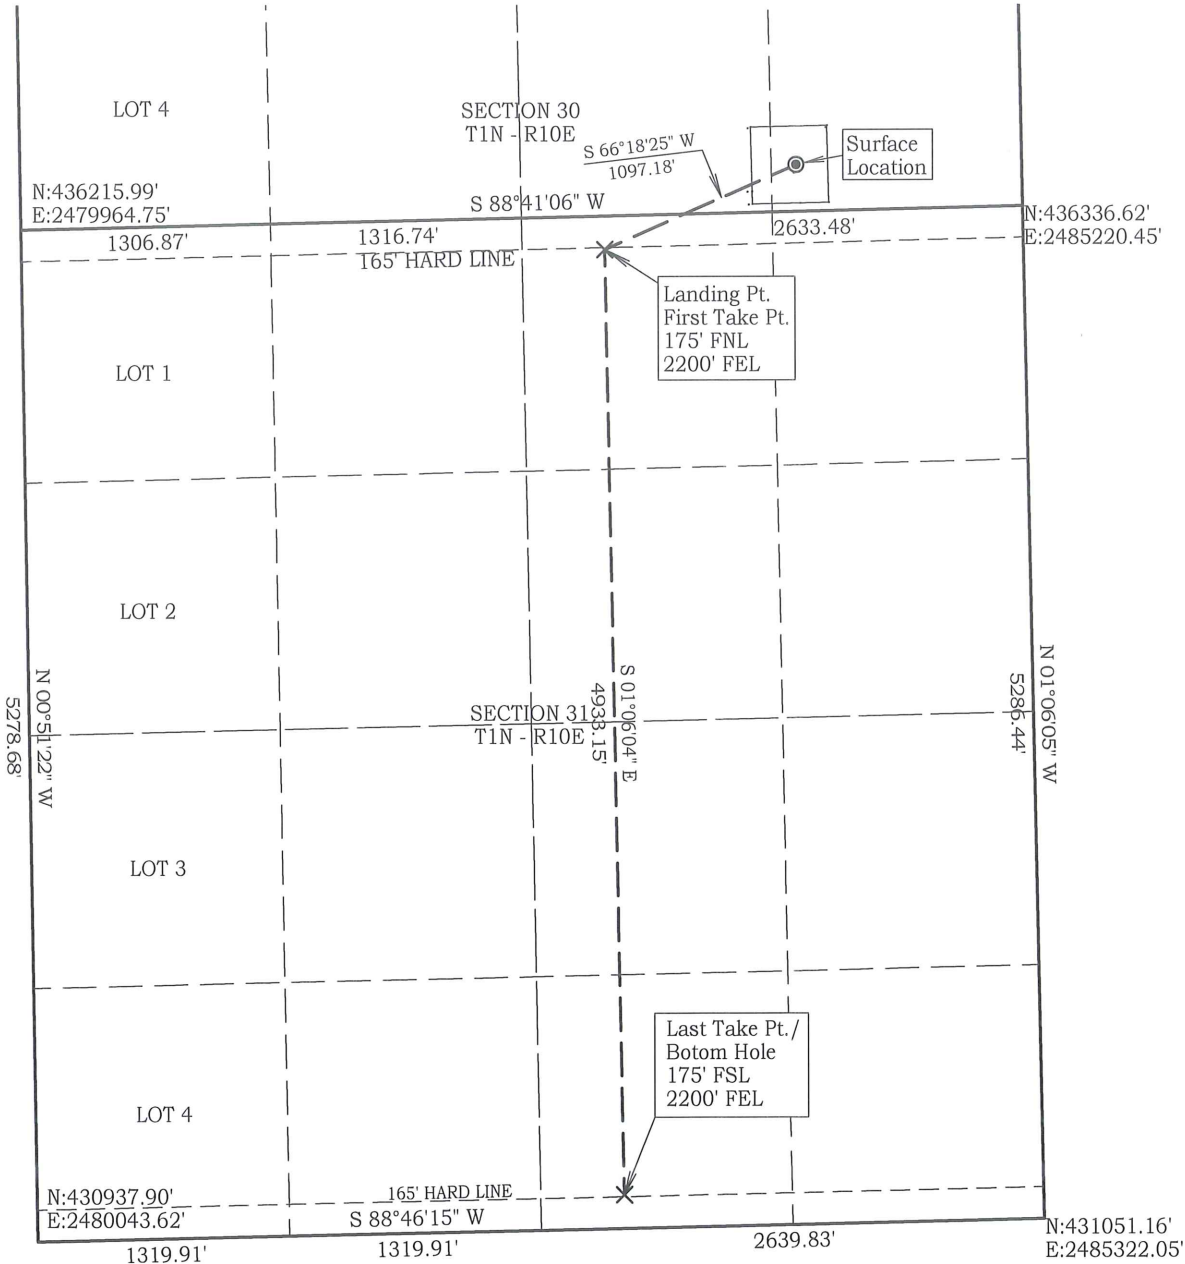 LOT 4
SECTION 30
T1N - R10E
S 66°18'25" W
1097.18'
Surface
Location
N:436215.99'
E:2479964.75'
S 88°41'06" W
N:436336.62'
E:2485220.45'
1306.87'
1316.74'
2633.48'
165' HARD LINE
Landing Pt.
First Take Pt.
175' FNL
2200' FEL
LOT 1
LOT 2
N 00°51'22" W
5278.68'
SECTION 31
T1N - R10E
S 01°06'04" E
4933.15'
N 01°06'05" W
5286.44'
LOT 3
Last Take Pt./
Botom Hole
175' FSL
2200' FEL
LOT 4
N:430937.90'
E:2480043.62'
165' HARD LINE
S 88°46'15" W
N:431051.16'
E:2485322.05'
1319.91'
1319.91'
2639.83'